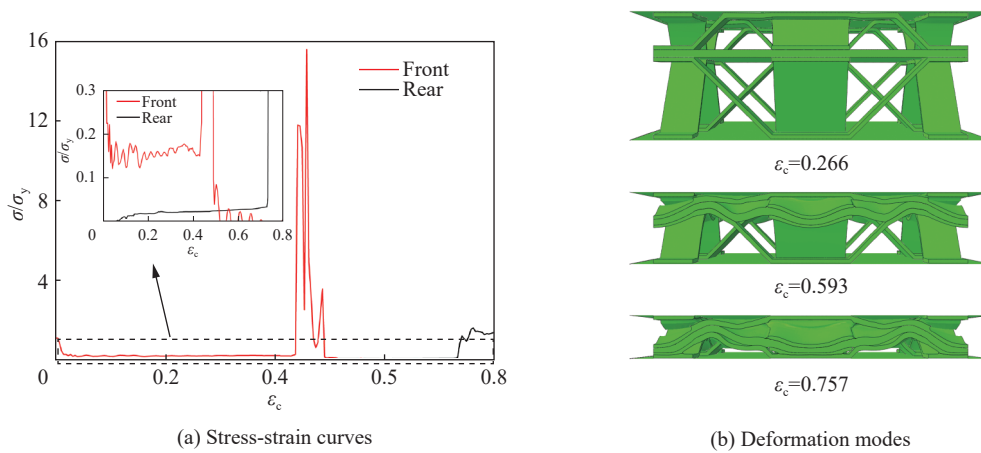 16
12
8
4
0
0.2
0.4
0.5
0.8
σ/σy
εc
Front
Rear
0.3
0.2
0.1
0
0.2
0.4
0.6
0.8
σ/σy
εc
Front
Rear
(a) Stress-strain curves
εc=0.266
εc=0.593
εc=0.757
(b) Deformation modes